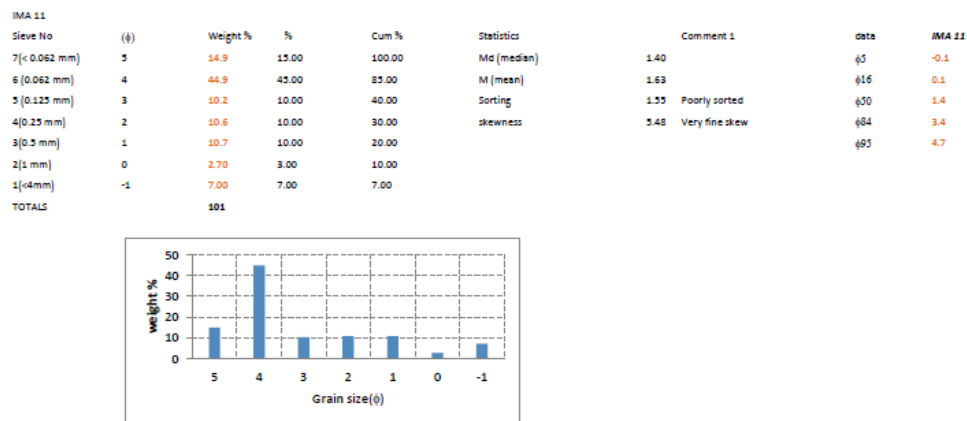 IMA 11
Sieve No (ϕ) Weight % % Cum % Statistics Comment 1 data IMA 11
7(< 0.062 mm) 5 14.9 15.00 100.00 Md (median) 1.40 ϕ5 -0.1
6 (0.062 mm) 4 44.9 45.00 85.00 M (mean) 1.63 ϕ16 0.1
5 (0.125 mm) 3 10.2 10.00 40.00 Sorting 1.55 Poorly sorted ϕ50 1.4
4(0.25 mm) 2 10.6 10.00 30.00 skewness 5.48 Very fine skew ϕ84 3.4
3(0.5 mm) 1 10.7 10.00 20.00 ϕ95 4.7
2(1 mm) 0 2.70 3.00 10.00
1(<4mm) -1 7.00 7.00 7.00
TOTALS 101
weight %
50
40
30
20
10
0
5 4 3 2 1 0 -1
Grain size(ϕ)